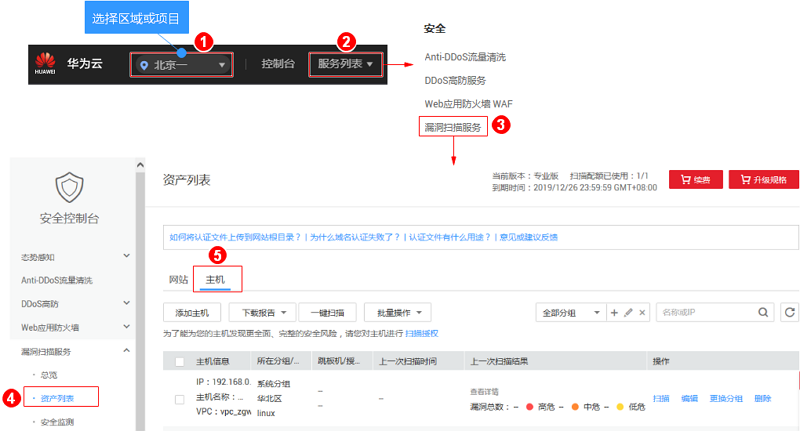 选择区域或项目
1
2
HUAWEI
华为云
北京一
控制台
服务列表
安全
Anti-DDoS流量清洗
DDoS高防服务
Web应用防火墙 WAF
漏洞扫描服务
3
安全控制台
态势感知
Anti-DDoS流量清洗
DDoS高防
Web应用防火墙
漏洞扫描服务
· 总览
4
· 资产列表
· 安全监测
资产列表
当前版本：专业版 扫描配额已使用：1/1
到期时间：2019/12/26 23:59:59 GMT+08:00
续费
升级规格
如何将认证文件上传到网站根目录？ | 为什么域名认证失败了？ | 认证文件有什么用途？ | 意见或建议反馈
5
网站 主机
添加主机 下载报告 一键扫描 批量操作 全部分组 名称或IP
为了能为您的主机发现更全面、完整的安全风险，请您对主机进行 扫描授权
主机信息 所在分组/... 跳板机/授... 上一次扫描时间 上一次扫描结果 操作
IP：192.168.0. 系统分组 --
主机名称：... 华北区 --
VPC：vpc_zgw linux
--
查看详情
漏洞总数： -- 高危 -- 中危 -- 低危
扫描 编辑 更换分组 删除